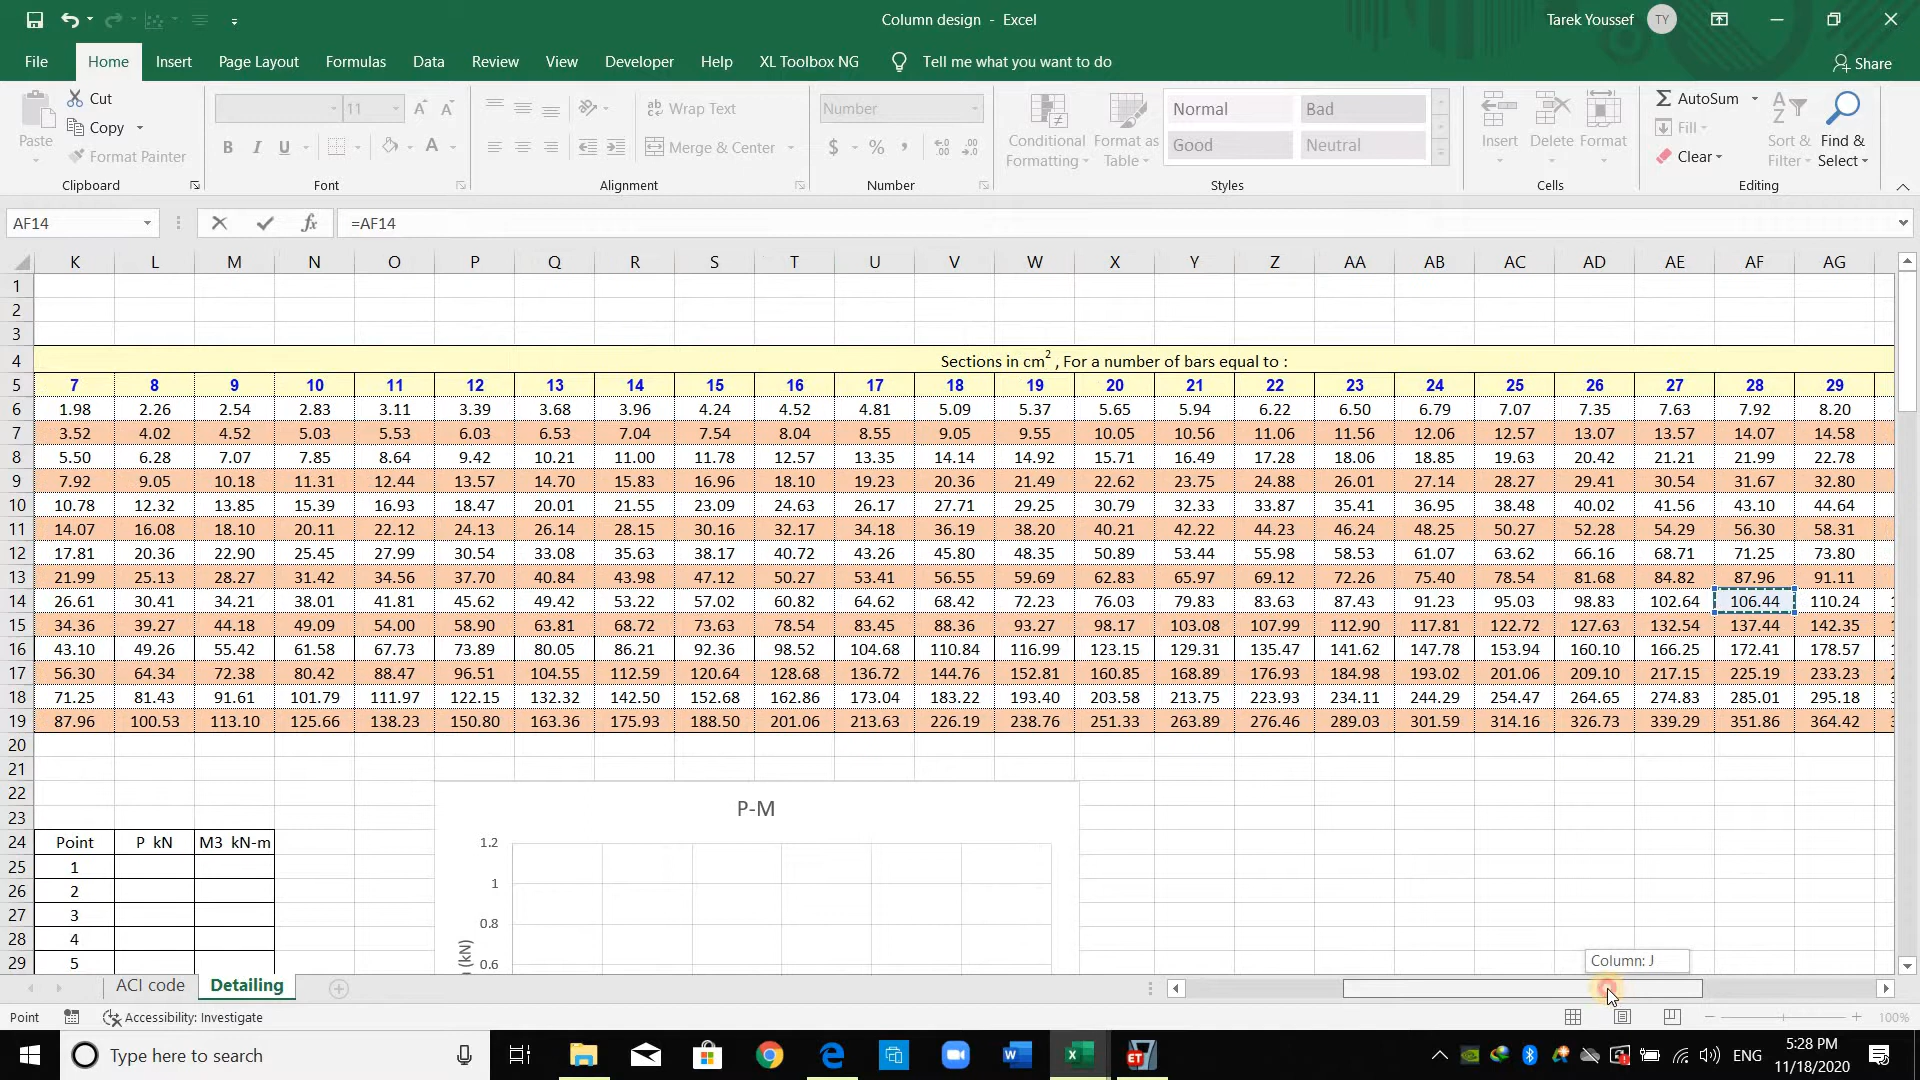 Column design - Excel
Tarek Youssef TY
File Home Insert Page Layout Formulas Data Review View Developer Help XL Toolbox NG Tell me what you want to do Share
Cut
Copy
Format Painter
Paste
Clipboard
11
B I U A
Font
Wrap Text
Merge & Center
Alignment
Number
$ % ,
Number
Conditional Formatting
Format as Table
Normal Bad
Good Neutral
Styles
Insert Delete Format
Cells
AutoSum
Fill
Clear
Sort & Filter
Find & Select
Editing
AF14 fx =AF14
K L M N O P Q R S T U V W X Y Z AA AB AC AD AE AF AG
1
2
3
4 Sections in cm2 , For a number of bars equal to :
5 7 8 9 10 11 12 13 14 15 16 17 18 19 20 21 22 23 24 25 26 27 28 29
6 1.98 2.26 2.54 2.83 3.11 3.39 3.68 3.96 4.24 4.52 4.81 5.09 5.37 5.65 5.94 6.22 6.50 6.79 7.07 7.35 7.63 7.92 8.20
7 3.52 4.02 4.52 5.03 5.53 6.03 6.53 7.04 7.54 8.04 8.55 9.05 9.55 10.05 10.56 11.06 11.56 12.06 12.57 13.07 13.57 14.07 14.58
8 5.50 6.28 7.07 7.85 8.64 9.42 10.21 11.00 11.78 12.57 13.35 14.14 14.92 15.71 16.49 17.28 18.06 18.85 19.63 20.42 21.21 21.99 22.78
9 7.92 9.05 10.18 11.31 12.44 13.57 14.70 15.83 16.96 18.10 19.23 20.36 21.49 22.62 23.75 24.88 26.01 27.14 28.27 29.41 30.54 31.67 32.80
10 10.78 12.32 13.85 15.39 16.93 18.47 20.01 21.55 23.09 24.63 26.17 27.71 29.25 30.79 32.33 33.87 35.41 36.95 38.48 40.02 41.56 43.10 44.64
11 14.07 16.08 18.10 20.11 22.12 24.13 26.14 28.15 30.16 32.17 34.18 36.19 38.20 40.21 42.22 44.23 46.24 48.25 50.27 52.28 54.29 56.30 58.31
12 17.81 20.36 22.90 25.45 27.99 30.54 33.08 35.63 38.17 40.72 43.26 45.80 48.35 50.89 53.44 55.98 58.53 61.07 63.62 66.16 68.71 71.25 73.80
13 21.99 25.13 28.27 31.42 34.56 37.70 40.84 43.98 47.12 50.27 53.41 56.55 59.69 62.83 65.97 69.12 72.26 75.40 78.54 81.68 84.82 87.96 91.11
14 26.61 30.41 34.21 38.01 41.81 45.62 49.42 53.22 57.02 60.82 64.62 68.42 72.23 76.03 79.83 83.63 87.43 91.23 95.03 98.83 102.64 106.44 110.24
15 34.36 39.27 44.18 49.09 54.00 58.90 63.81 68.72 73.63 78.54 83.45 88.36 93.27 98.17 103.08 107.99 112.90 117.81 122.72 127.63 132.54 137.44 142.35
16 43.10 49.26 55.42 61.58 67.73 73.89 80.05 86.21 92.36 98.52 104.68 110.84 116.99 123.15 129.31 135.47 141.62 147.78 153.94 160.10 166.25 172.41 178.57
17 56.30 64.34 72.38 80.42 88.47 96.51 104.55 112.59 120.64 128.68 136.72 144.76 152.81 160.85 168.89 176.93 184.98 193.02 201.06 209.10 217.15 225.19 233.23
18 71.25 81.43 91.61 101.79 111.97 122.15 132.32 142.50 152.68 162.86 173.04 183.22 193.40 203.58 213.75 223.93 234.11 244.29 254.47 264.65 274.83 285.01 295.18
19 87.96 100.53 113.10 125.66 138.23 150.80 163.36 175.93 188.50 201.06 213.63 226.19 238.76 251.33 263.89 276.46 289.03 301.59 314.16 326.73 339.29 351.86 364.42
20
21
22
23
24 Point P kN M3 kN-m
25 1
26 2
27 3
28 4
29 5
P-M
1.2
1
0.8
0.6
(kN)
Column: J
ACI code Detailing
Point Accessibility: Investigate 100%
Type here to search
ENG
5:28 PM
11/18/2020